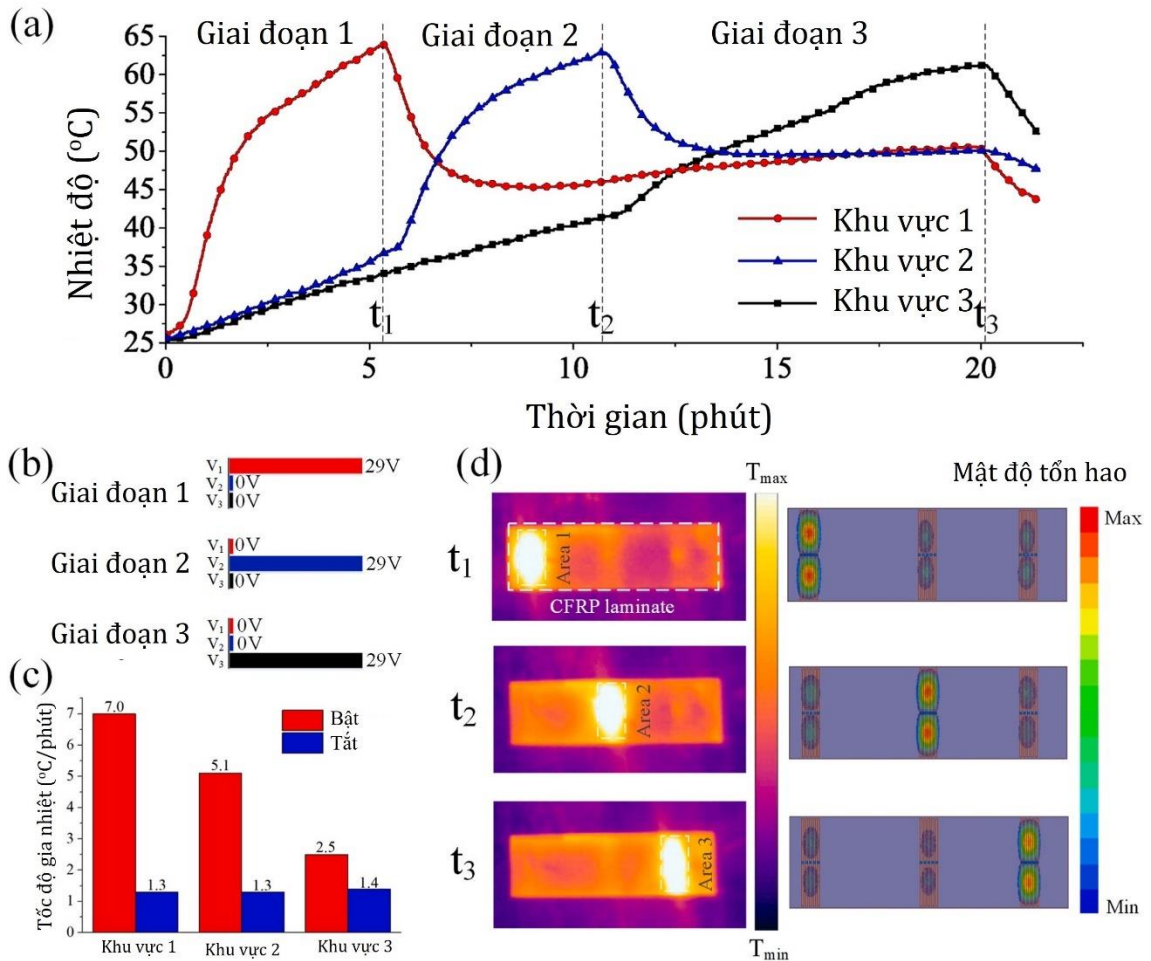 (a)
Giai đoạn 1
Giai đoạn 2
Giai đoạn 3
Nhiệt độ (ºC)
65
60
55
50
45
40
35
30
25
t1
t2
t3
Khu vực 1
Khu vực 2
Khu vực 3
0
5
10
15
20
Thời gian (phút)
(b)
Giai đoạn 1
V1
29V
V2
0V
V3
0V
Giai đoạn 2
V1
0V
V2
29V
V3
0V
Giai đoạn 3
V1
0V
V2
0V
V3
29V
(c)
Tốc độ gia nhiệt (ºC/phút)
7
6
5
4
3
2
1
0
7.0
1.3
5.1
1.3
2.5
1.4
Bật
Tắt
Khu vực 1
Khu vực 2
Khu vực 3
(d)
Tmax
Tmin
t1
Area 1
CFRP laminate
t2
Area 2
t3
Area 3
Mật độ tổn hao
Max
Min